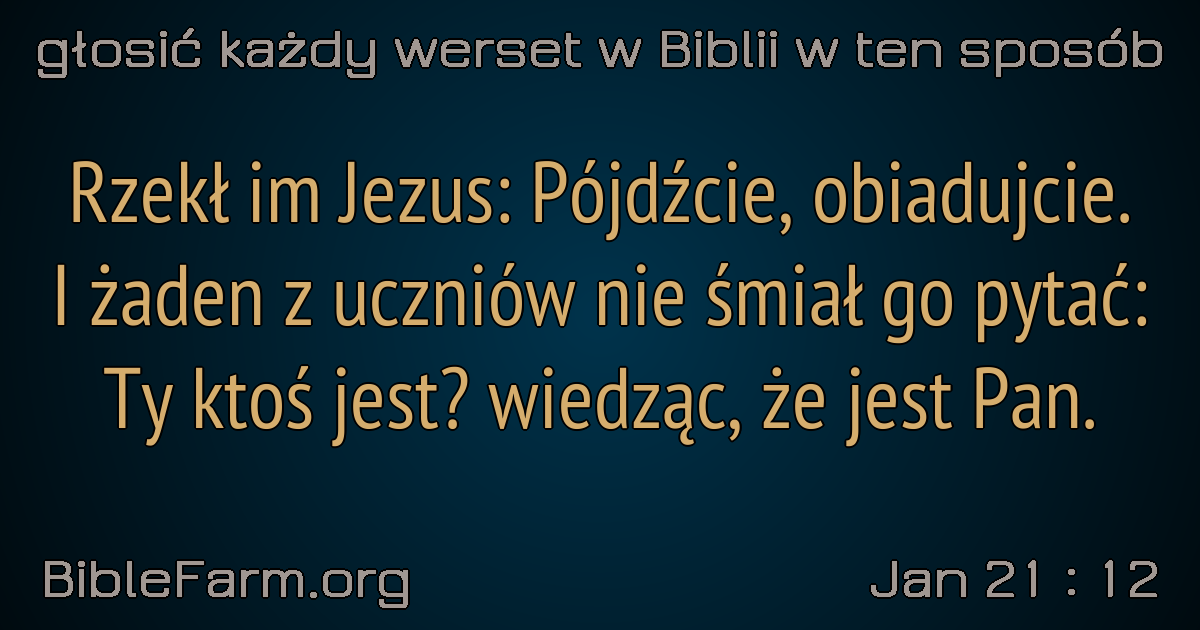 głosić każdy werset w Biblii w ten sposób
Rzekł im Jezus: Pójdźcie, obiadujcie.
I żaden z uczniów nie śmiał go pytać:
Ty ktoś jest? wiedząc, że jest Pan.
BibleFarm.org
Jan 21 : 12